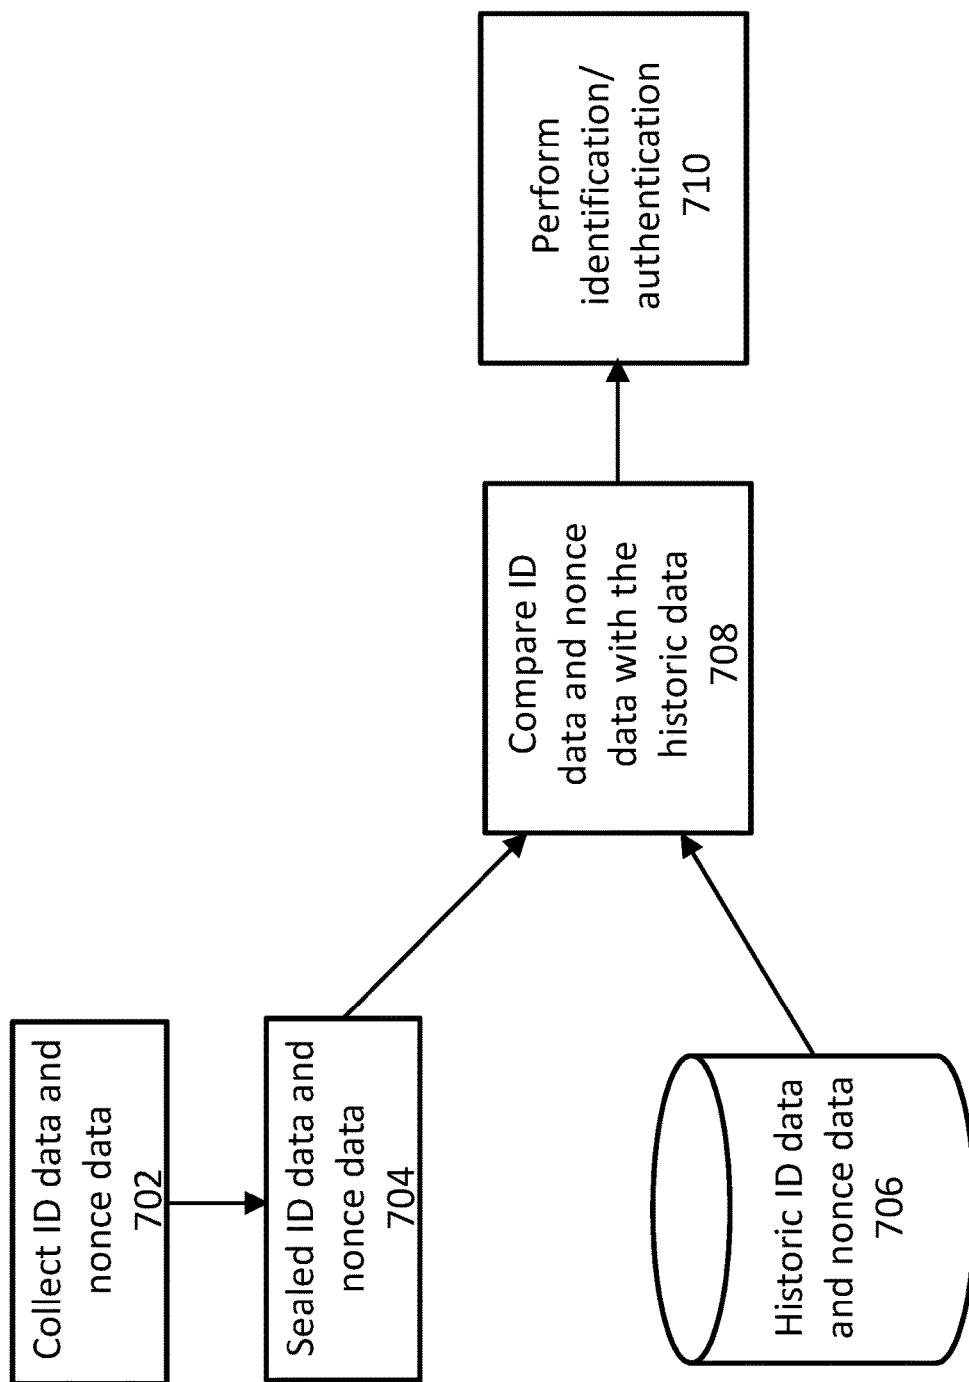 Collect ID data and
nonce data
702
Sealed ID data and
nonce data
704
Historic ID data
and nonce data
706
Compare ID
data and nonce
data with the
historic data
708
Perform
identification/
authentication
710